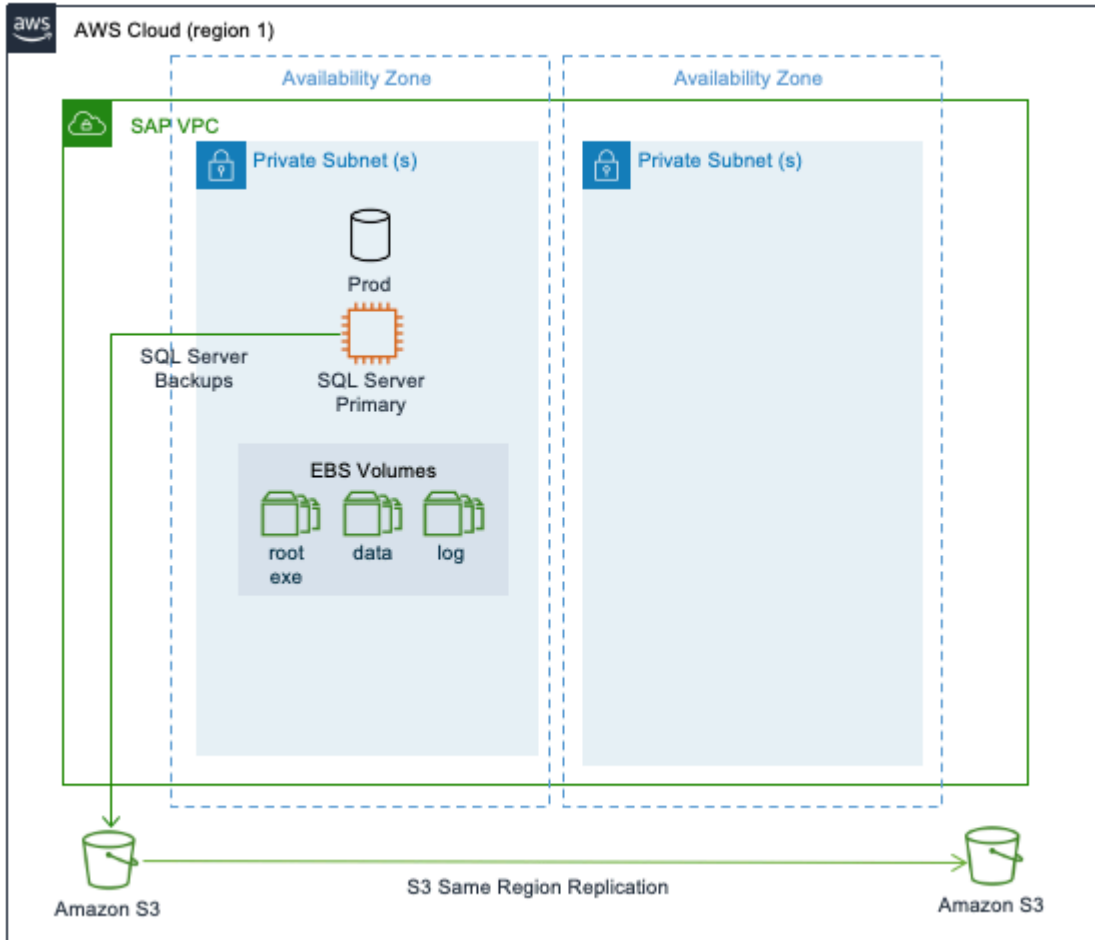 aws
AWS Cloud (region 1)
Availability Zone
Availability Zone
SAP VPC
Private Subnet (s)
Private Subnet (s)
Prod
SQL Server
Backups
SQL Server
Primary
EBS Volumes
root
exe
data
log
S3 Same Region Replication
Amazon S3
Amazon S3